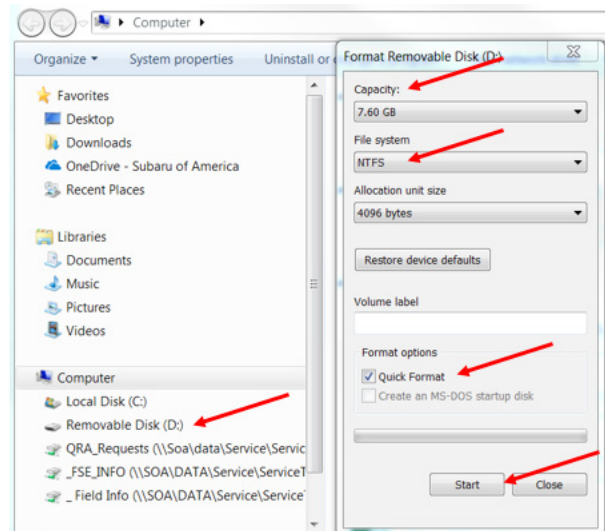 Computer
Organize
System properties
Uninstall or
Favorites
Desktop
Downloads
OneDrive - Subaru of America
Recent Places
Libraries
Documents
Music
Pictures
Videos
Computer
Local Disk (C:)
Removable Disk (D:)
QRA_Requests (\\Soa\data\Service\Servic
_FSE_INFO (\\SOA\DATA\Service\ServiceT
_ Field Info (\\SOA\DATA\Service\Service
Format Removable Disk (D:)
Capacity:
7.60 GB
File system
NTFS
Allocation unit size
4096 bytes
Restore device defaults
Volume label
Format options
Quick Format
Create an MS-DOS startup disk
Start
Close